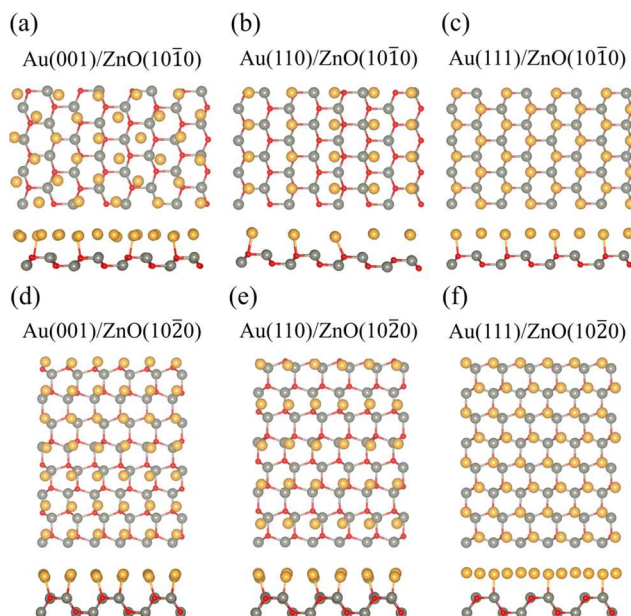 (a)
Au(001)/ZnO(101̄0)
(b)
Au(110)/ZnO(101̄0)
(c)
Au(111)/ZnO(101̄0)
(d)
Au(001)/ZnO(102̄0)
(e)
Au(110)/ZnO(102̄0)
(f)
Au(111)/ZnO(102̄0)